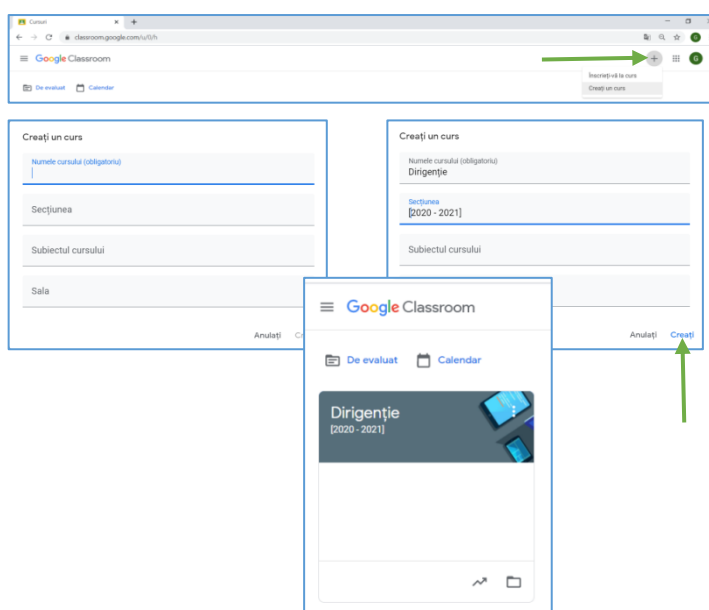 Cursuri
classroom.google.com/u/0/h
G
Google Classroom
G
Înscrieți-vă la curs
De evaluat Calendar
Creați un curs
Creați un curs
Numele cursului (obligatoriu)
Secțiunea
Subiectul cursului
Sala
Anulați
Creați un curs
Numele cursului (obligatoriu)
Dirigenție
Secțiunea
[2020 - 2021]
Subiectul cursului
Anulați Creați
Google Classroom
De evaluat Calendar
Dirigenție
[2020 - 2021]